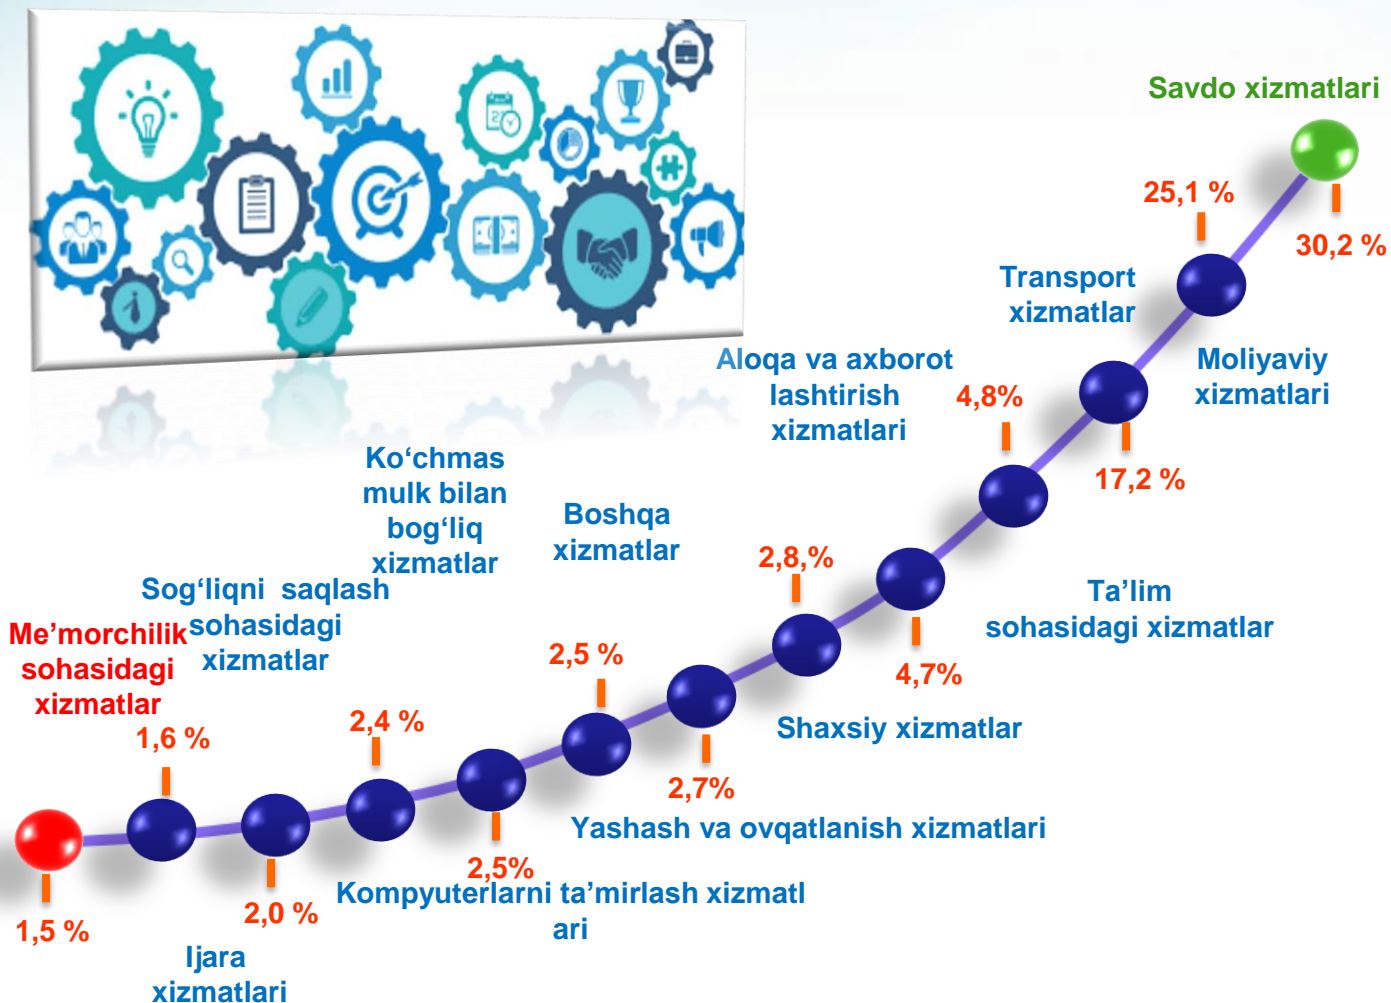 Savdo xizmatlari
25,1 %
30,2 %
Transport
xizmatlar
Moliyaviy
xizmatlari
Aloqa va axborot
lashtirish
xizmatlari
4,8%
17,2 %
Ko‘chmas
mulk bilan
bog‘liq
xizmatlar
Boshqa
xizmatlar
2,8,%
Ta’lim
sohasidagi xizmatlar
Sog‘liqni saqlash
sohasidagi
xizmatlar
Me’morchilik
sohasidagi
xizmatlar
2,5 %
4,7%
1,6 %
2,4 %
Shaxsiy xizmatlar
2,7%
Yashash va ovqatlanish xizmatlari
2,5%
Kompyuterlarni ta’mirlash xizmatl
ari
2,0 %
1,5 %
Ijara
xizmatlari